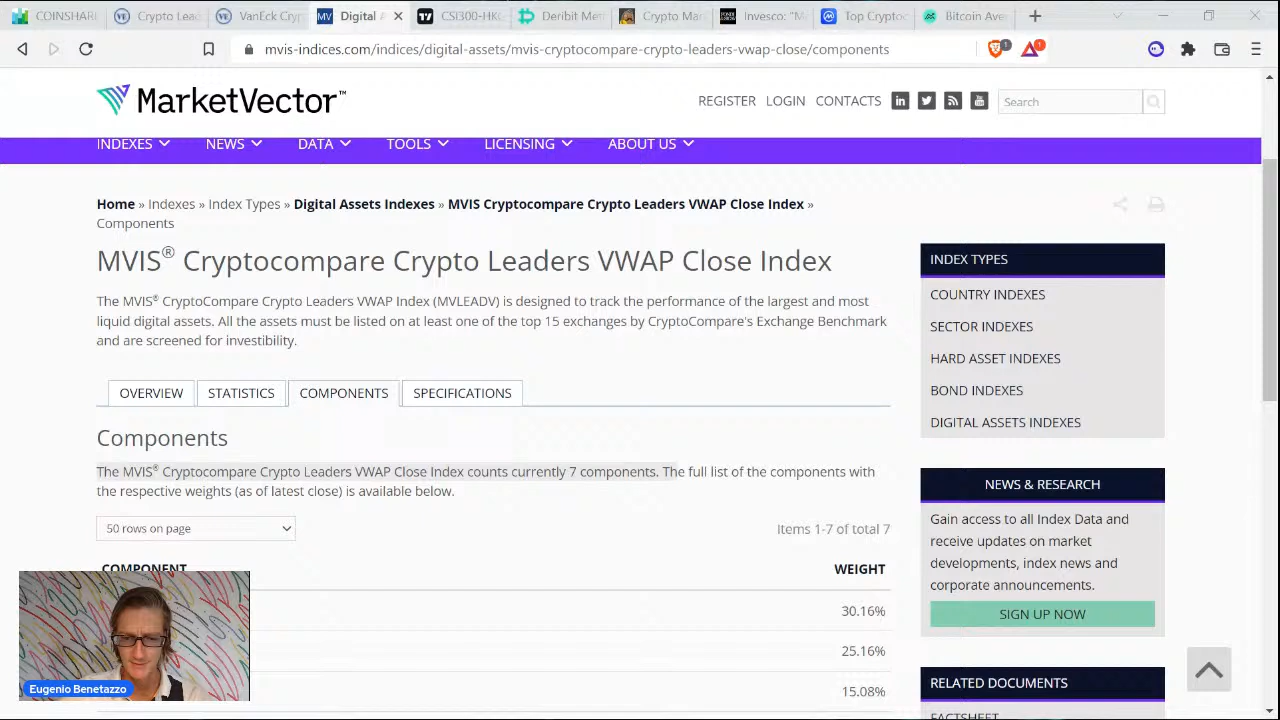 COINSHAR
Crypto Lea
VanEck Cry
Digital A
CSI300-HK
Deribit Me
Crypto Ma
Invesco: "M
Top Cryptoc
Bitcoin Ave
mvis-indices.com/indices/digital-assets/mvis-cryptocompare-crypto-leaders-vwap-close/components
1
1
MarketVector™
REGISTER LOGIN CONTACTS
Search
INDEXES NEWS DATA TOOLS LICENSING ABOUT US
Home » Indexes » Index Types » Digital Assets Indexes » MVIS Cryptocompare Crypto Leaders VWAP Close Index »
Components
MVIS® Cryptocompare Crypto Leaders VWAP Close Index
The MVIS® CryptoCompare Crypto Leaders VWAP Index (MVLEADV) is designed to track the performance of the largest and most
liquid digital assets. All the assets must be listed on at least one of the top 15 exchanges by CryptoCompare's Exchange Benchmark
and are screened for investibility.
OVERVIEW STATISTICS COMPONENTS SPECIFICATIONS
Components
The MVIS® Cryptocompare Crypto Leaders VWAP Close Index counts currently 7 components. The full list of the components with
the respective weights (as of latest close) is available below.
50 rows on page
Items 1-7 of total 7
COMPONENT WEIGHT
30.16%
25.16%
15.08%
Eugenio Benetazzo
INDEX TYPES
COUNTRY INDEXES
SECTOR INDEXES
HARD ASSET INDEXES
BOND INDEXES
DIGITAL ASSETS INDEXES
NEWS & RESEARCH
Gain access to all Index Data and
receive updates on market
developments, index news and
corporate announcements.
SIGN UP NOW
RELATED DOCUMENTS
FACTSHEET